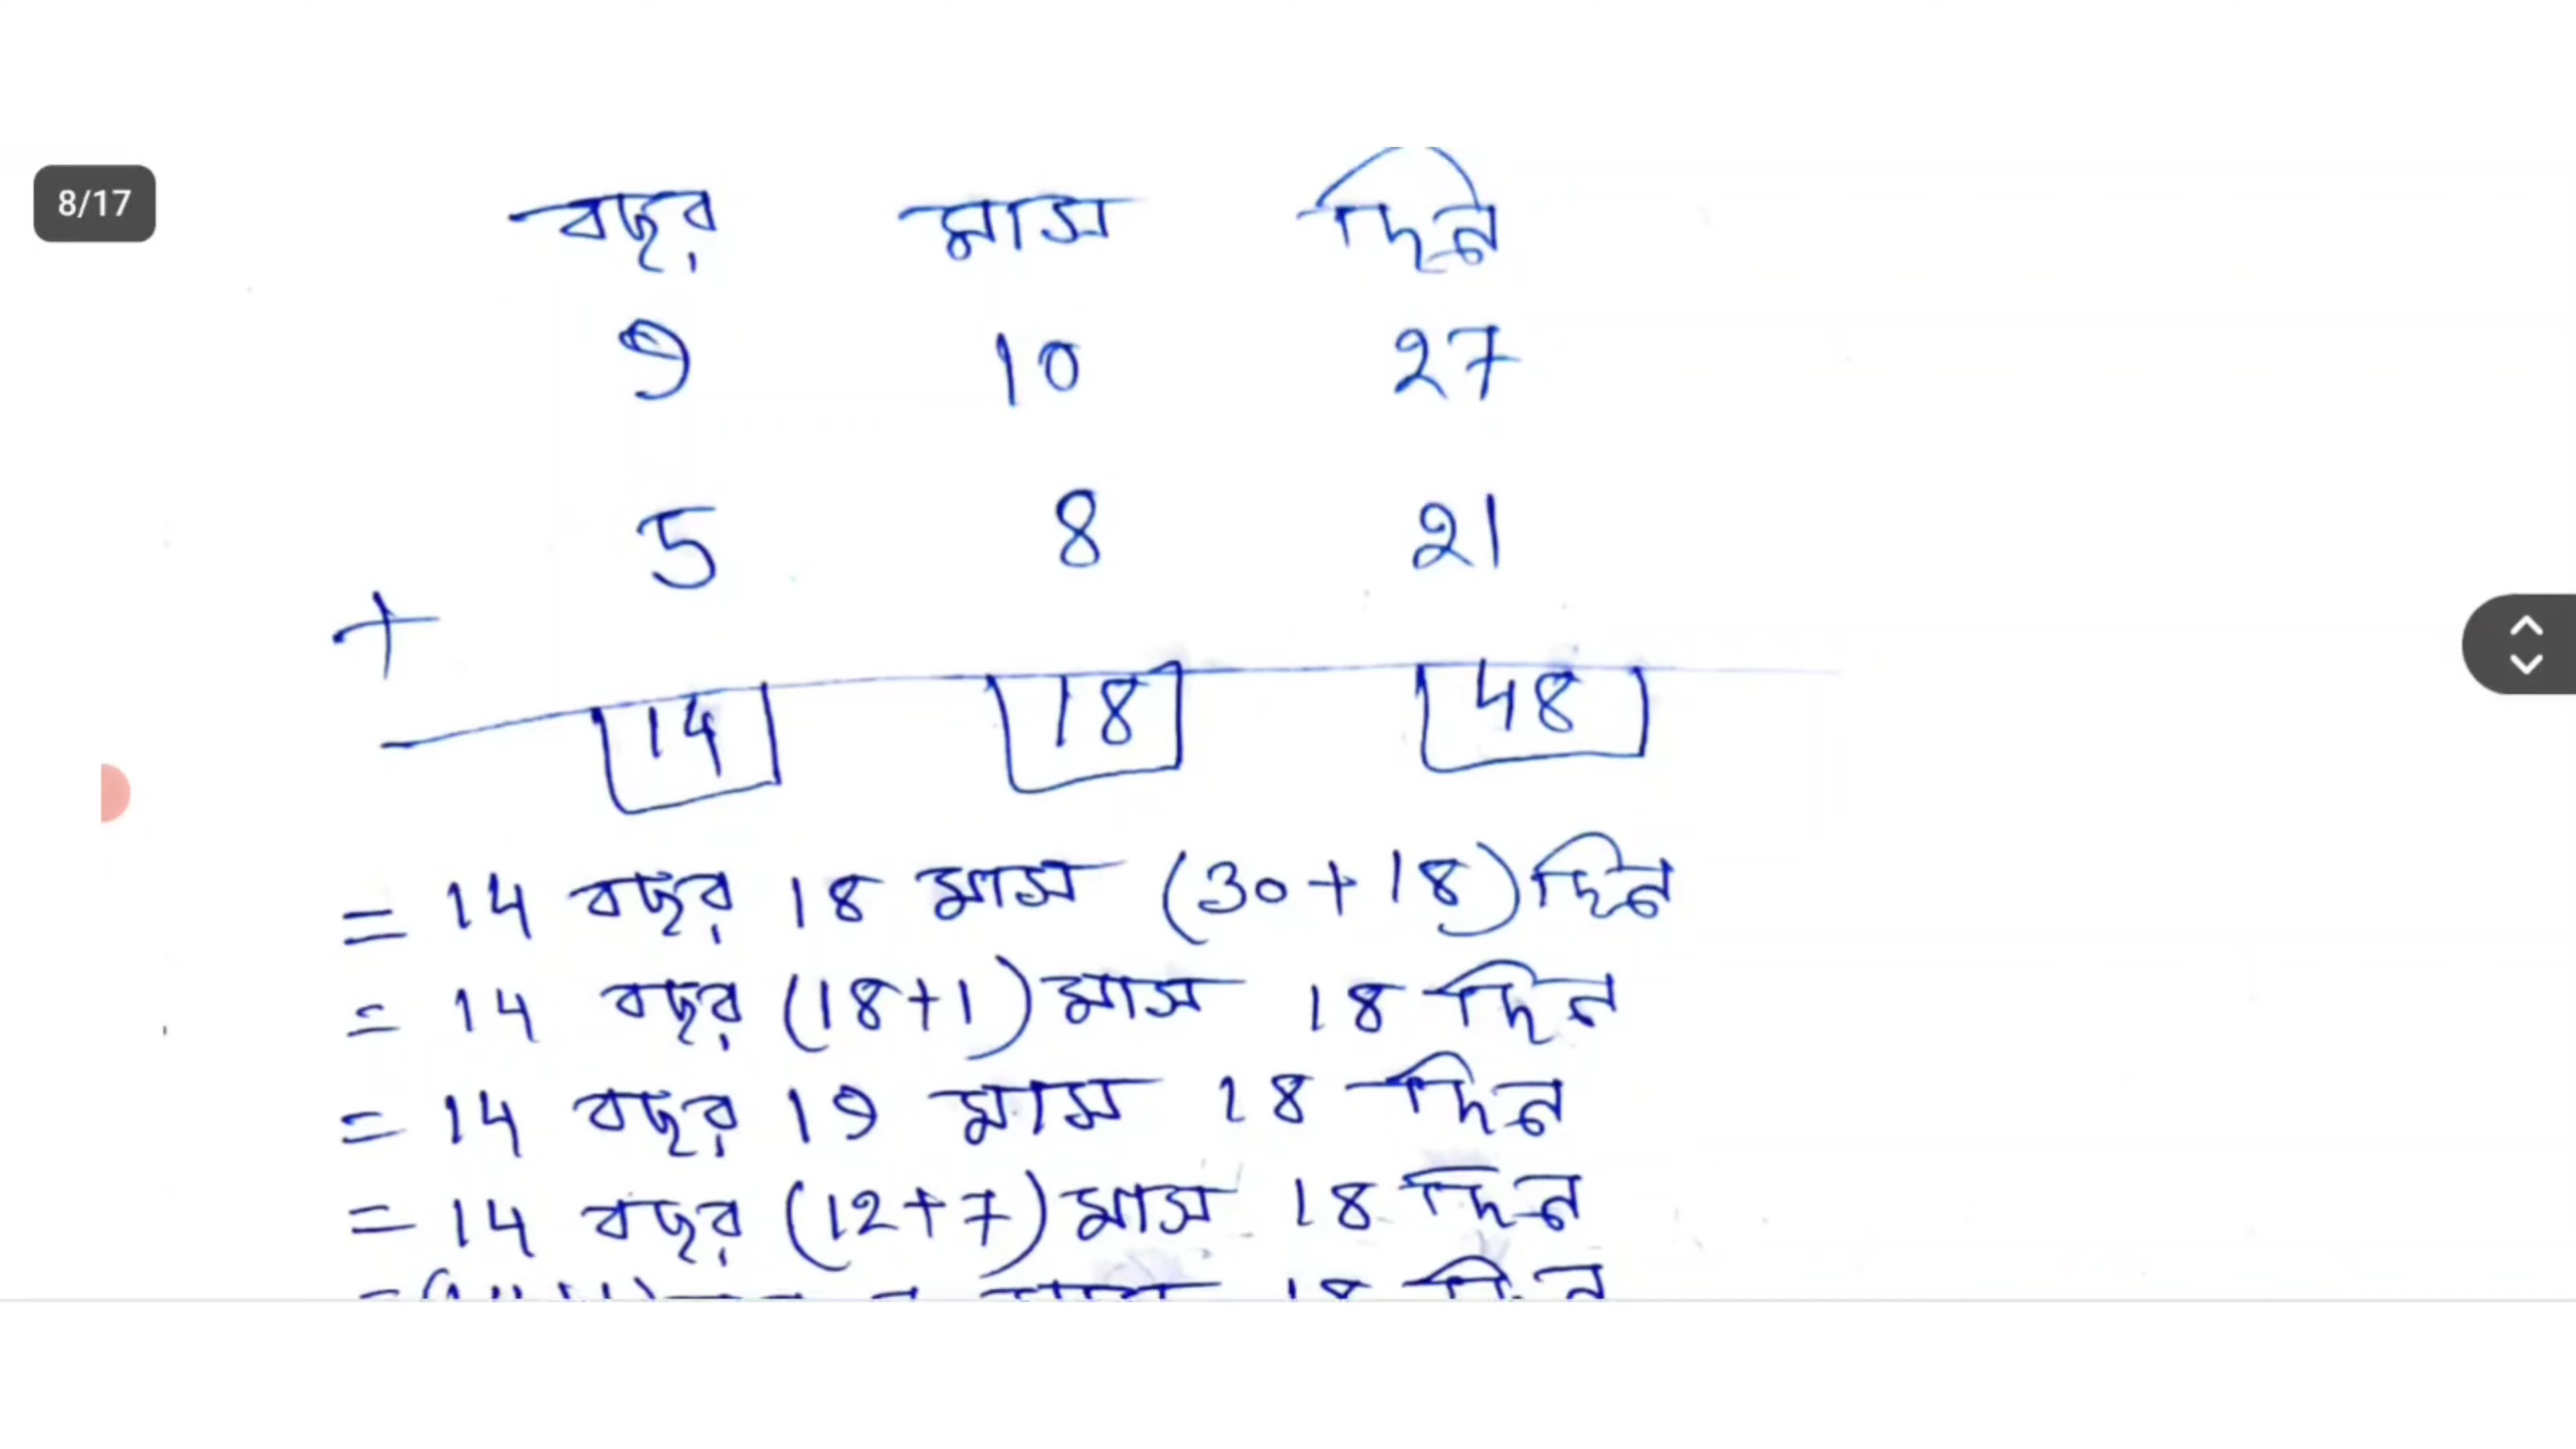 8/17
বছর মাস দিন
9 10 27
5 8 21
+
14 18 48
= 14 বছর 18 মাস (30+18) দিন
= 14 বছর (18+1) মাস 18 দিন
= 14 বছর 19 মাস 18 দিন
= 14 বছর (12+7) মাস 18 দিন